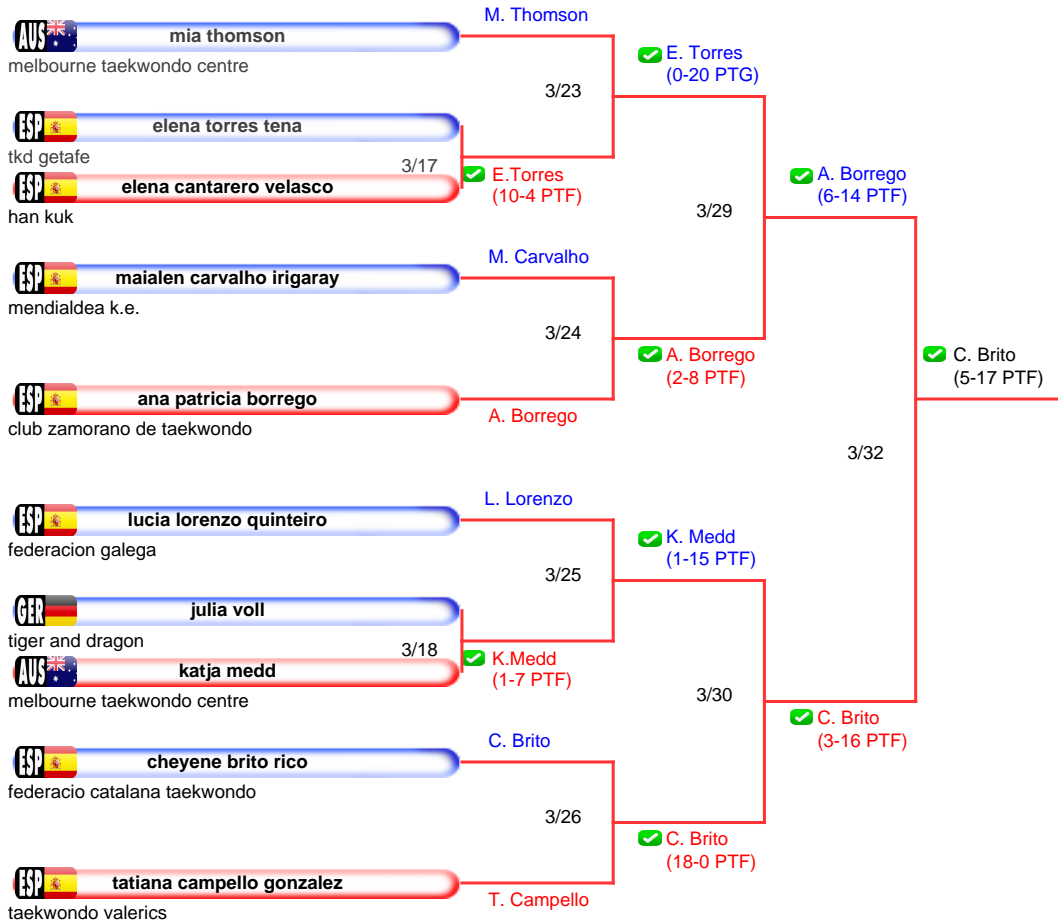 M. Thomson
AUS mia thomson
melbourne taekwondo centre
E. Torres
(0-20 PTG)
3/23
ESP elena torres tena
tkd getafe
3/17
E.Torres
(10-4 PTF)
ESP elena cantarero velasco
han kuk
A. Borrego
(6-14 PTF)
3/29
M. Carvalho
ESP maialen carvalho irigaray
mendialdea k.e.
3/24
A. Borrego
(2-8 PTF)
C. Brito
(5-17 PTF)
ESP ana patricia borrego
A. Borrego
club zamorano de taekwondo
3/32
L. Lorenzo
ESP lucia lorenzo quinteiro
federacion galega
K. Medd
(1-15 PTF)
3/25
GER julia voll
tiger and dragon
3/18
K.Medd
(1-7 PTF)
AUS katja medd
melbourne taekwondo centre
3/30
C. Brito
(3-16 PTF)
C. Brito
ESP cheyene brito rico
federacio catalana taekwondo
3/26
C. Brito
(18-0 PTF)
ESP tatiana campello gonzalez
T. Campello
taekwondo valerics